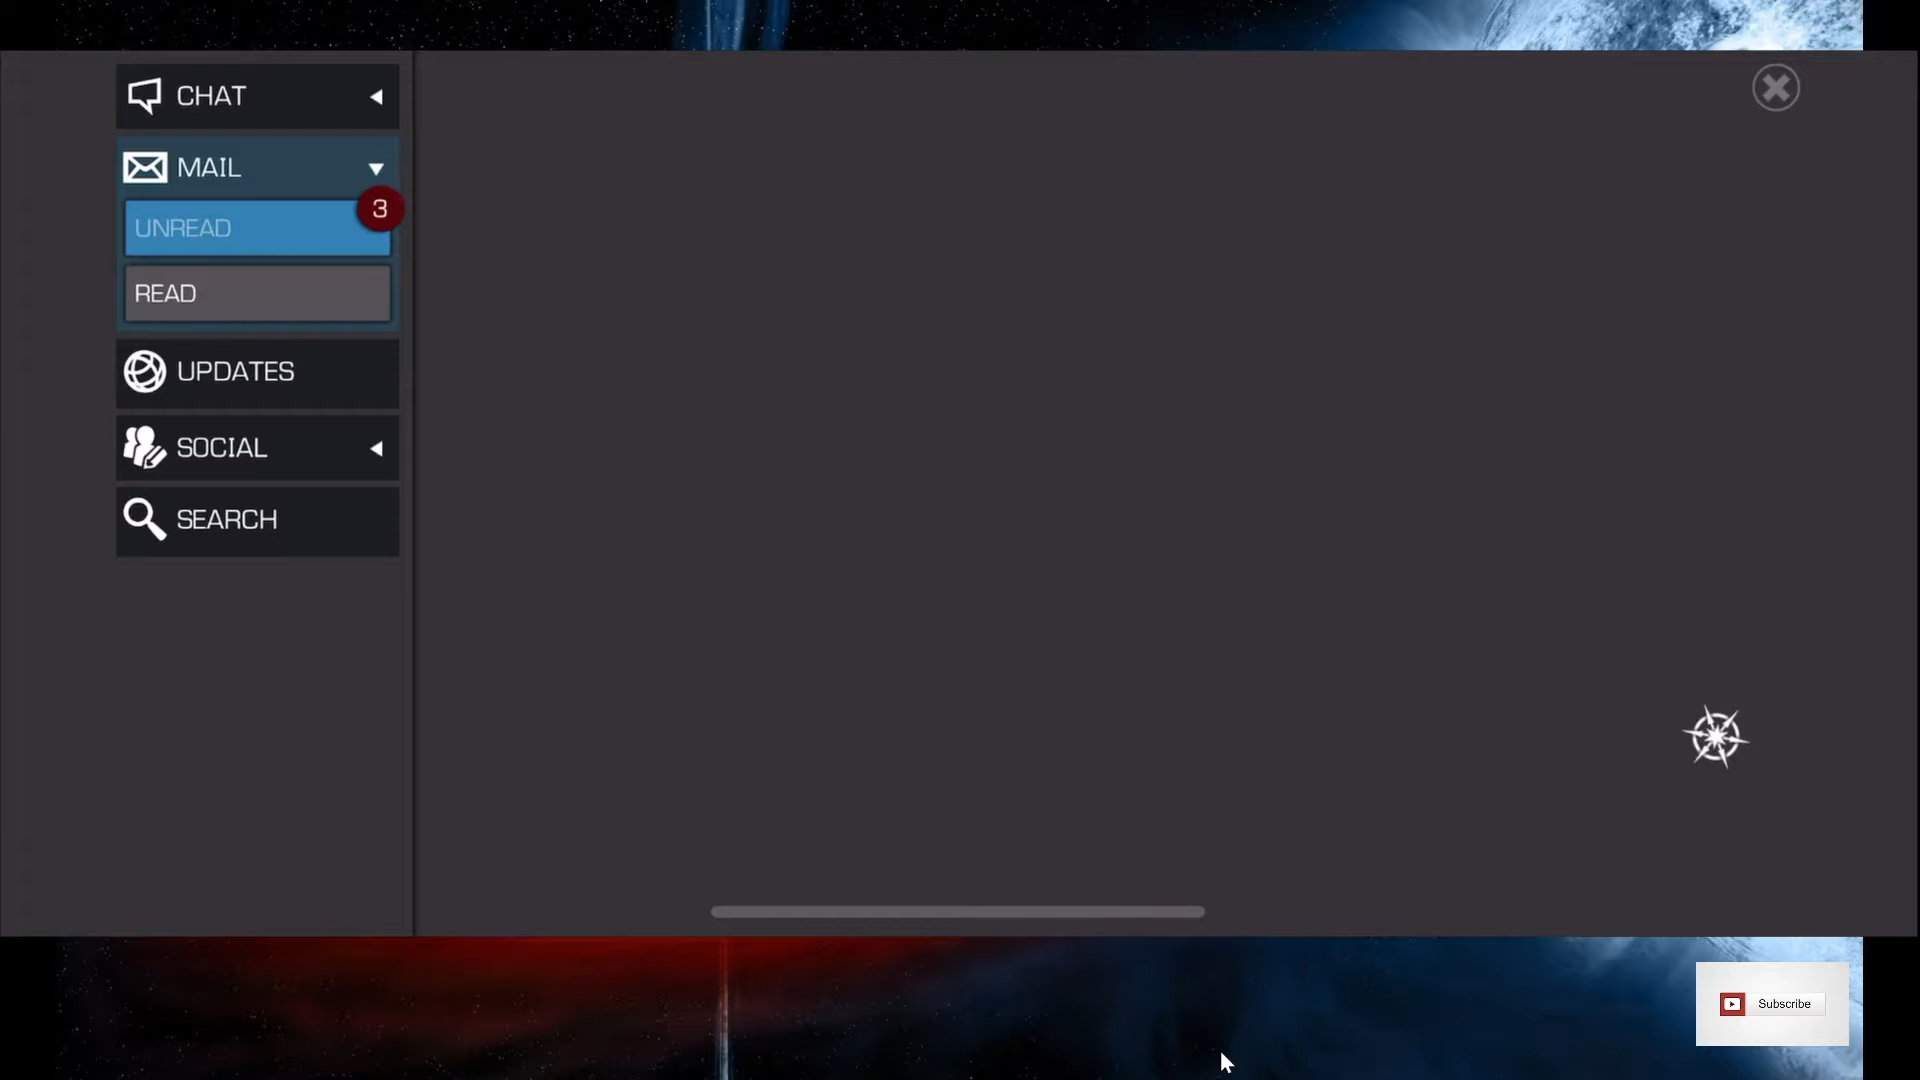 CHAT
MAIL
3
UNREAD
READ
UPDATES
SOCIAL
SEARCH
Subscribe